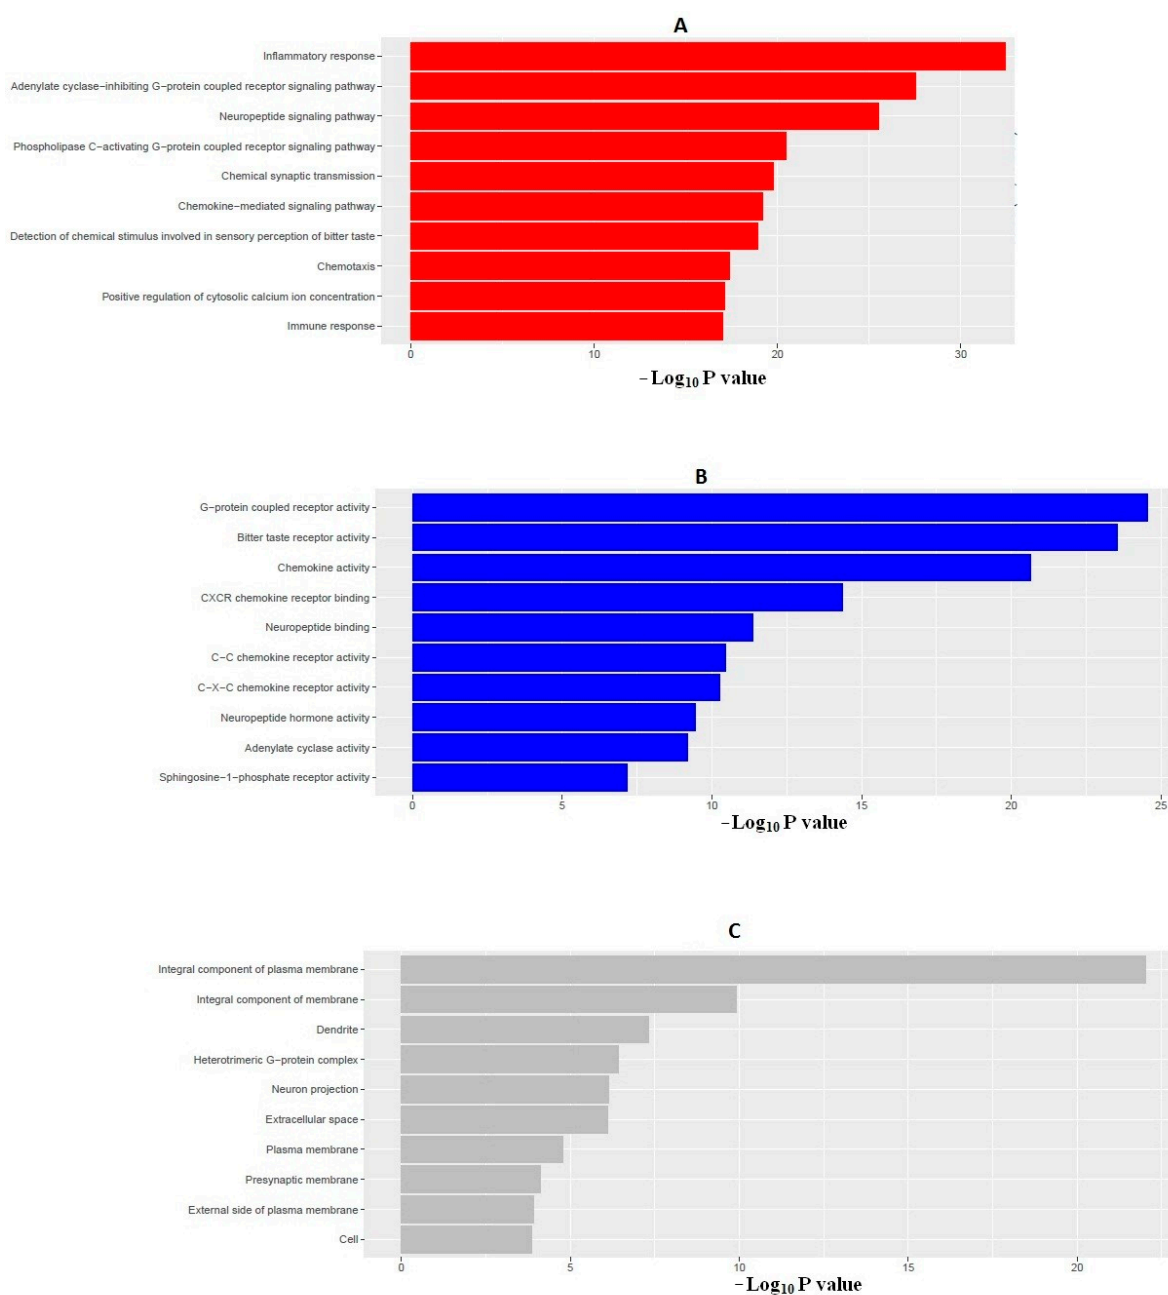 A
Inflammatory response
Adenylate cyclase−inhibiting G−protein coupled receptor signaling pathway
Neuropeptide signaling pathway
Phospholipase C−activating G−protein coupled receptor signaling pathway
Chemical synaptic transmission
Chemokine−mediated signaling pathway
Detection of chemical stimulus involved in sensory perception of bitter taste
Chemotaxis
Positive regulation of cytosolic calcium ion concentration
Immune response
0 10 20 30
−Log₁₀ P value
B
G−protein coupled receptor activity
Bitter taste receptor activity
Chemokine activity
CXCR chemokine receptor binding
Neuropeptide binding
C−C chemokine receptor activity
C−X−C chemokine receptor activity
Neuropeptide hormone activity
Adenylate cyclase activity
Sphingosine−1−phosphate receptor activity
0 5 10 15 20 25
−Log₁₀ P value
C
Integral component of plasma membrane
Integral component of membrane
Dendrite
Heterotrimeric G−protein complex
Neuron projection
Extracellular space
Plasma membrane
Presynaptic membrane
External side of plasma membrane
Cell
0 5 10 15 20
−Log₁₀ P value